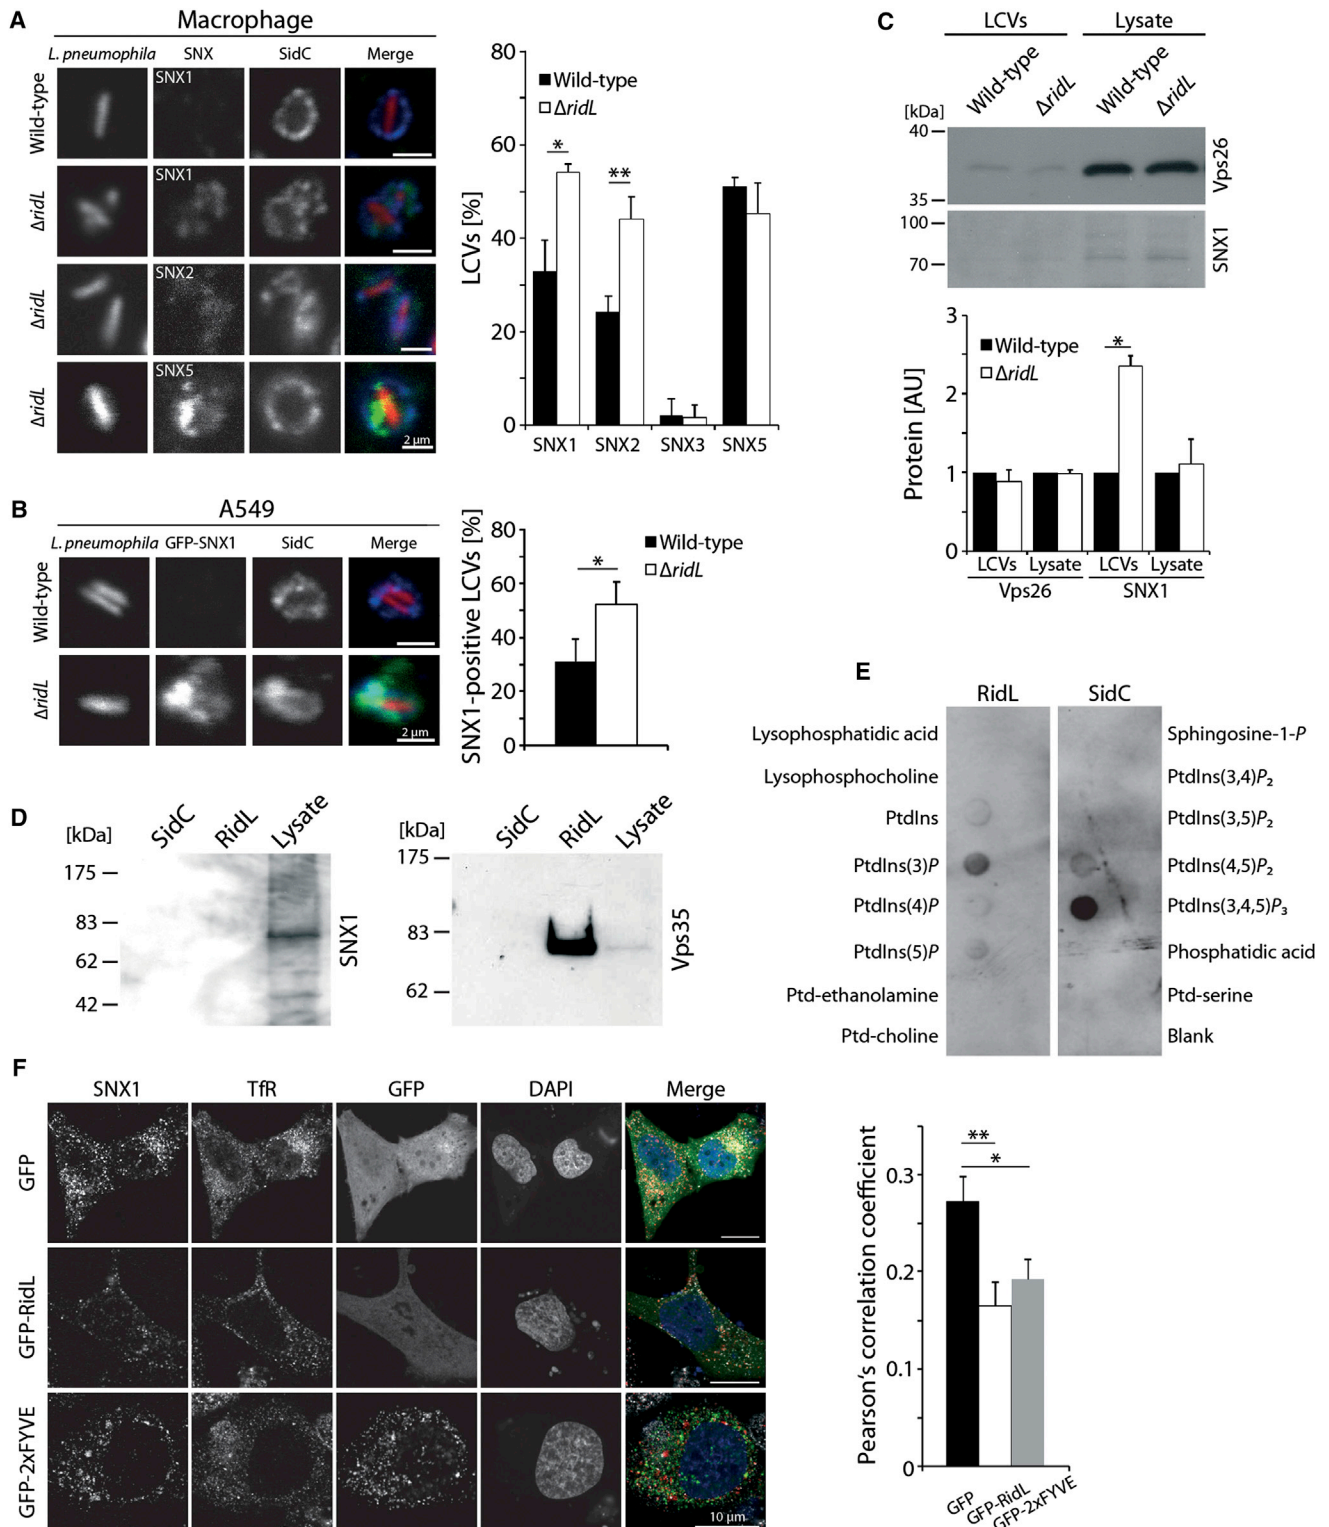 A
Macrophage
L. pneumophila SNX SidC Merge
Wild-type
SNX1
ΔridL
SNX1
ΔridL
SNX2
ΔridL
SNX5
2 µm
LCVs [%]
80
60
40
20
0
Wild-type
ΔridL
*
**
SNX1 SNX2 SNX3 SNX5
B
A549
L. pneumophila GFP-SNX1 SidC Merge
Wild-type
ΔridL
2 µm
SNX1-positive LCVs [%]
80
60
40
20
0
Wild-type
ΔridL
*
C
LCVs Lysate
Wild-type ΔridL Wild-type ΔridL
[kDa]
40
35
Vps26
100
70
SNX1
Protein [AU]
3
2
1
0
Wild-type
ΔridL
*
LCVs Lysate LCVs Lysate
Vps26 SNX1
D
[kDa] SidC RidL Lysate
175
83
62
42
SNX1
[kDa] SidC RidL Lysate
175
83
62
Vps35
E
RidL SidC
Lysophosphatidic acid Sphingosine-1-P
Lysophosphocholine PtdIns(3,4)P₂
PtdIns PtdIns(3,5)P₂
PtdIns(3)P PtdIns(4,5)P₂
PtdIns(4)P PtdIns(3,4,5)P₃
PtdIns(5)P Phosphatidic acid
Ptd-ethanolamine Ptd-serine
Ptd-choline Blank
F
SNX1 TfR GFP DAPI Merge
GFP
GFP-RidL
GFP-2xFYVE
10 µm
Pearson's correlation coefficient
0.3
0.2
0.1
0
**
*
GFP
GFP-RidL
GFP-2xFYVE